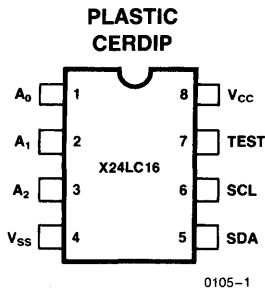 PLASTIC
CERDIP
A0 1 8 VCC
A1 2 7 TEST
X24LC16
A2 3 6 SCL
VSS 4 5 SDA
0105–1